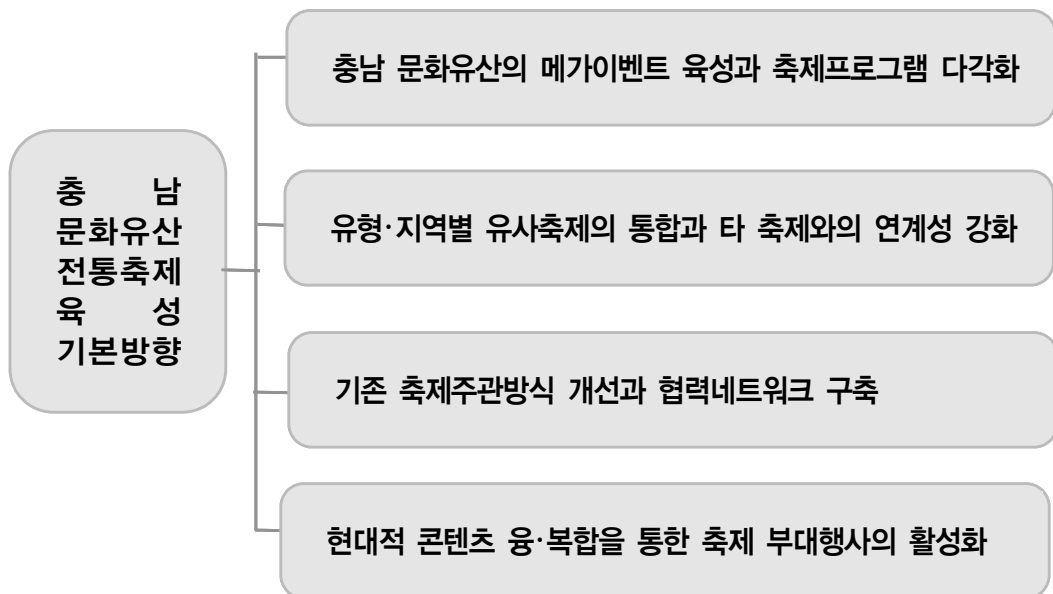 충 남
문화유산
전통축제
육 성
기본방향
충남 문화유산의 메가이벤트 육성과 축제프로그램 다각화
유형·지역별 유사축제의 통합과 타 축제와의 연계성 강화
기존 축제주관방식 개선과 협력네트워크 구축
현대적 콘텐츠 융·복합을 통한 축제 부대행사의 활성화